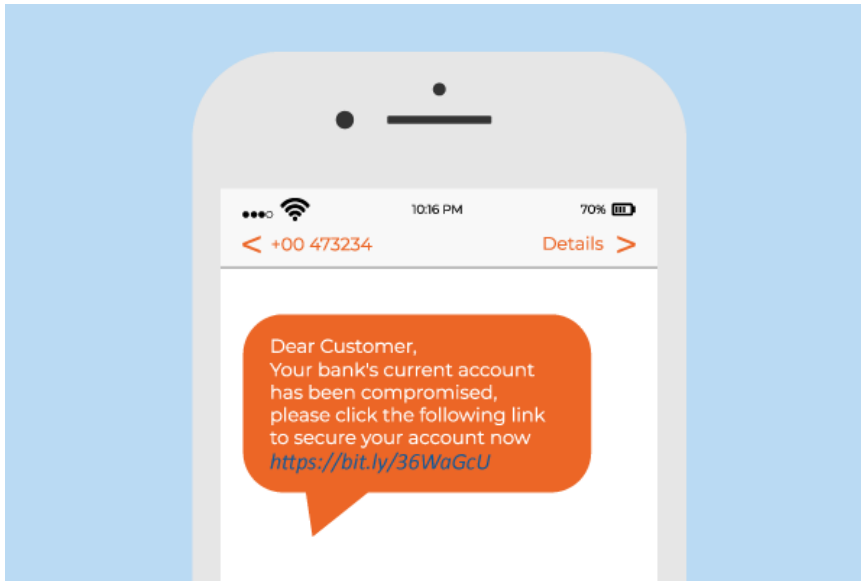 10:16 PM 70%
< +00 473234 Details >
Dear Customer,
Your bank's current account
has been compromised,
please click the following link
to secure your account now
https://bit.ly/36WaGcU